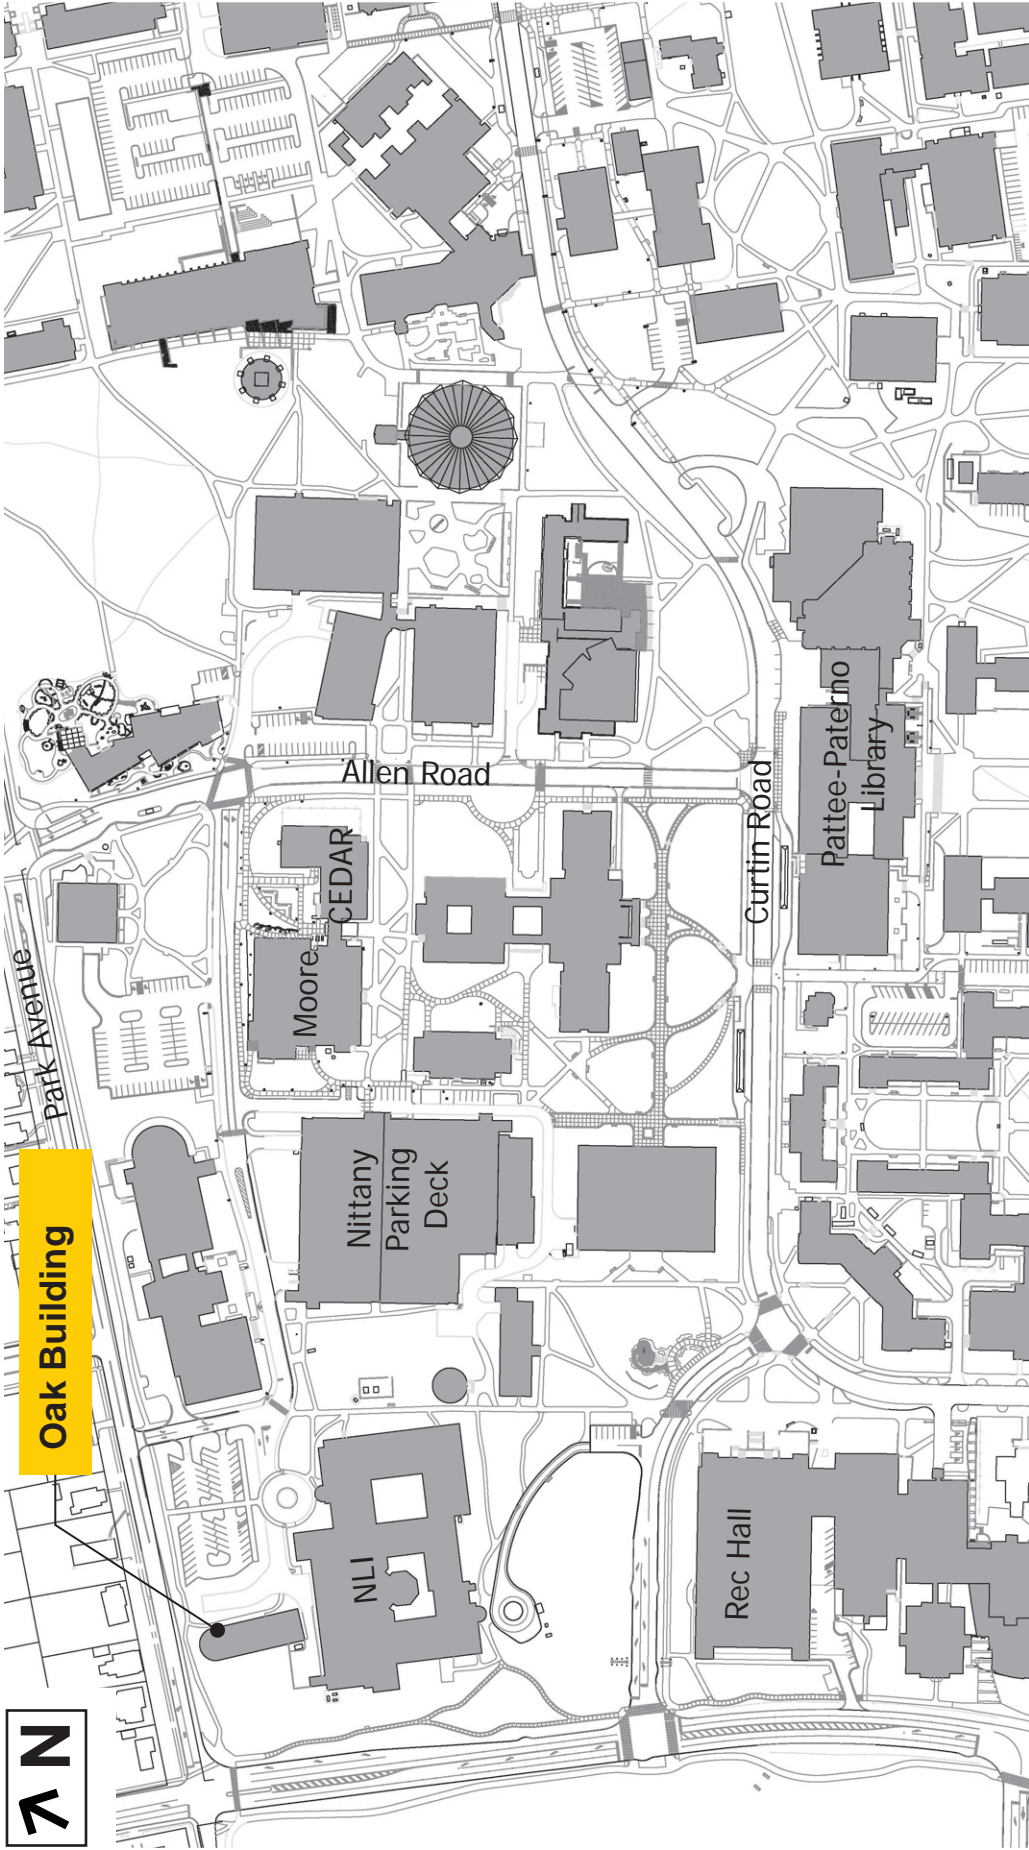 N
Oak Building
Park Avenue
Allen Road
CEDAR
Moore
Nittany
Parking
Deck
NLI
Curtin Road
Pattee-Paterno
Library
Rec Hall